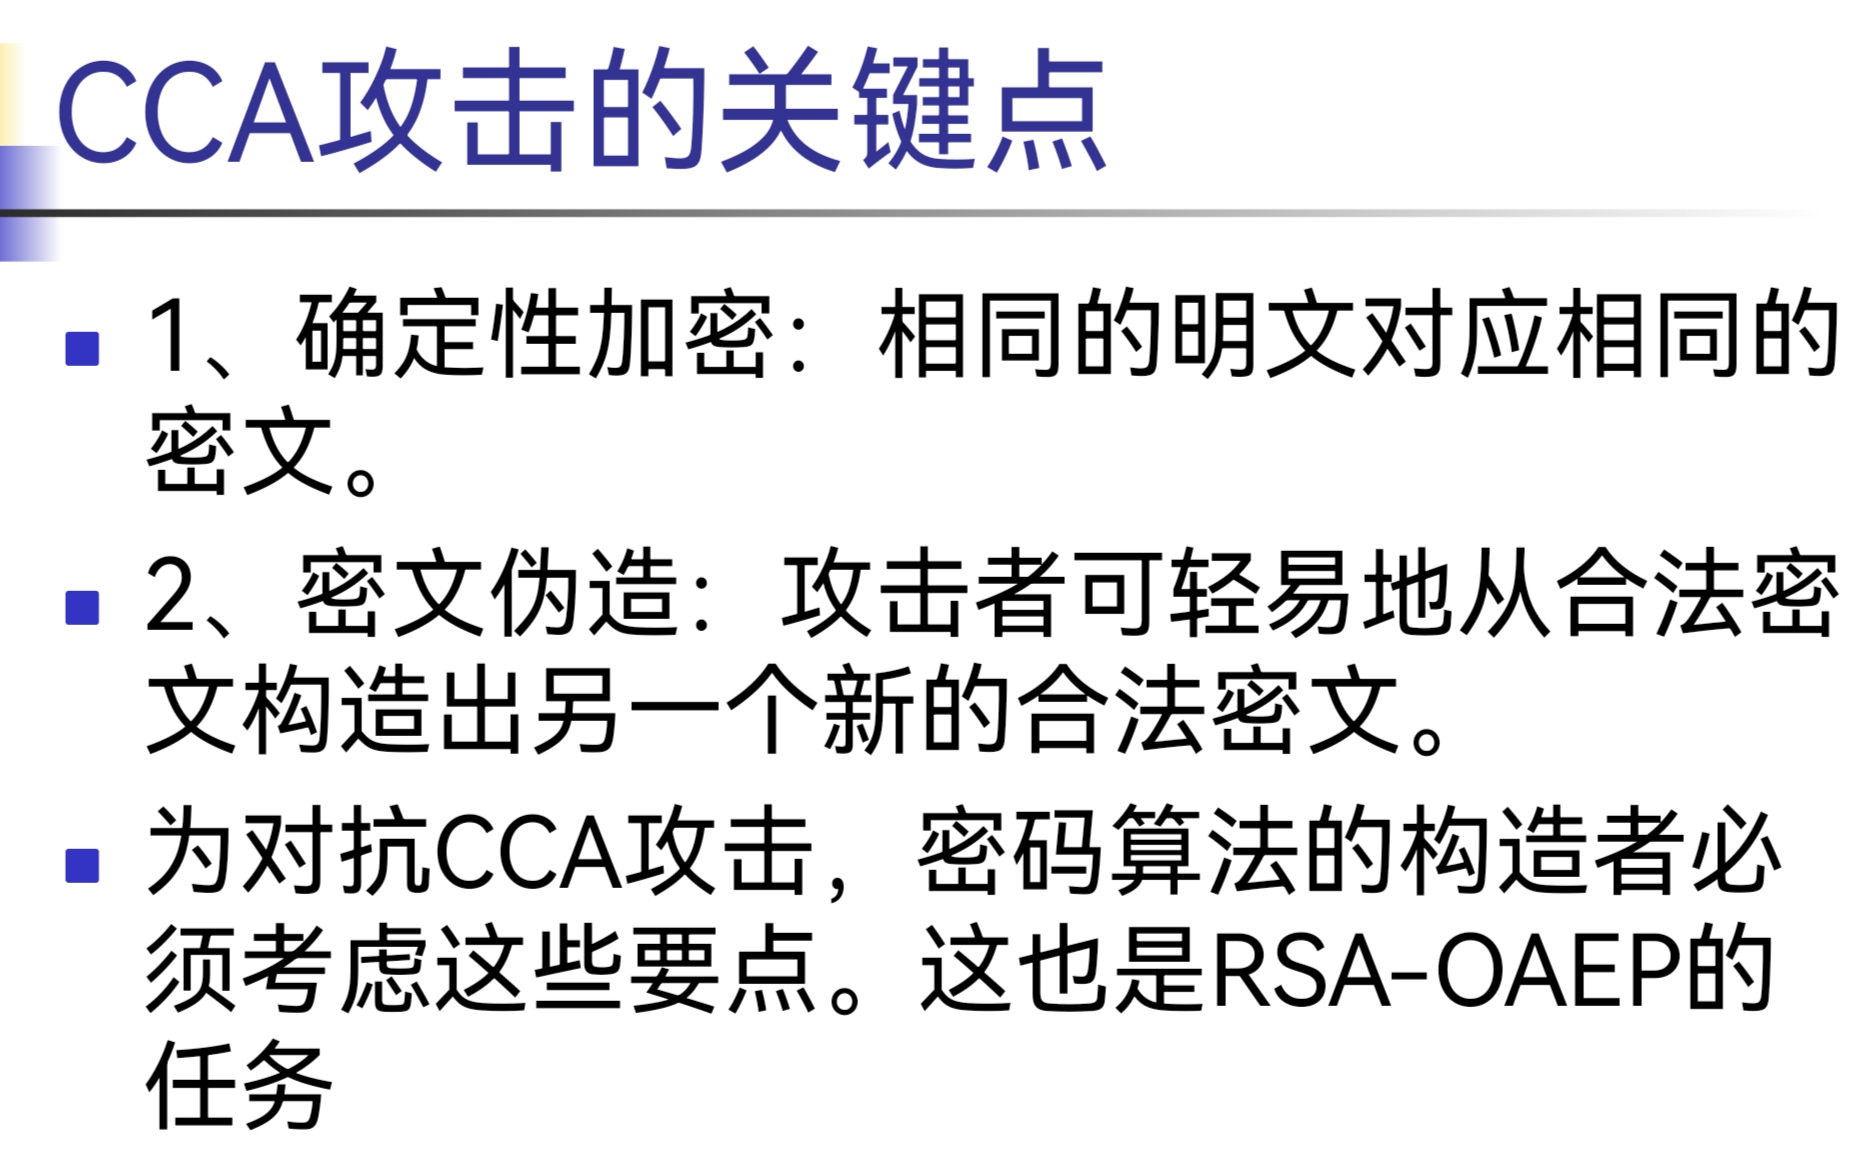 CCA攻击的关键点
1、确定性加密：相同的明文对应相同的
密文。
2、密文伪造：攻击者可轻易地从合法密
文构造出另一个新的合法密文。
为对抗CCA攻击，密码算法的构造者必
须考虑这些要点。这也是RSA-OAEP的
任务